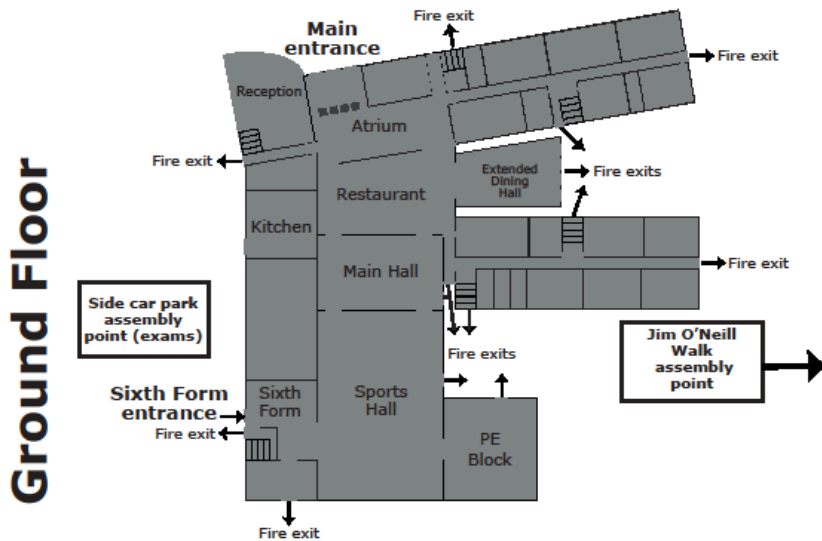 Ground Floor
Fire exit
Main
entrance
Fire exit
Reception
Atrium
Fire exit
Extended
Dining
Hall
Fire exits
Restaurant
Kitchen
Main Hall
Fire exit
Side car park
assembly
point (exams)
Jim O'Neill
Walk
assembly
point
Fire exits
Sixth Form
entrance
Sixth
Form
Sports
Hall
Fire exit
PE
Block
Fire exit